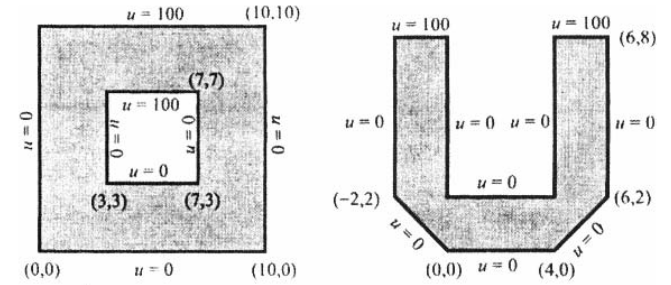 u = 100 (10,10)
(7,7)
u = 100
u = 0 u = 0 u = 0 u = 0
u = 0
(3,3) (7,3)
(0,0) u = 0 (10,0)
u = 100 u = 100
(6,8)
u = 0 u = 0 u = 0 u = 0
u = 0
(-2,2) (6,2)
u = 0 u = 0
(0,0) u = 0 (4,0)